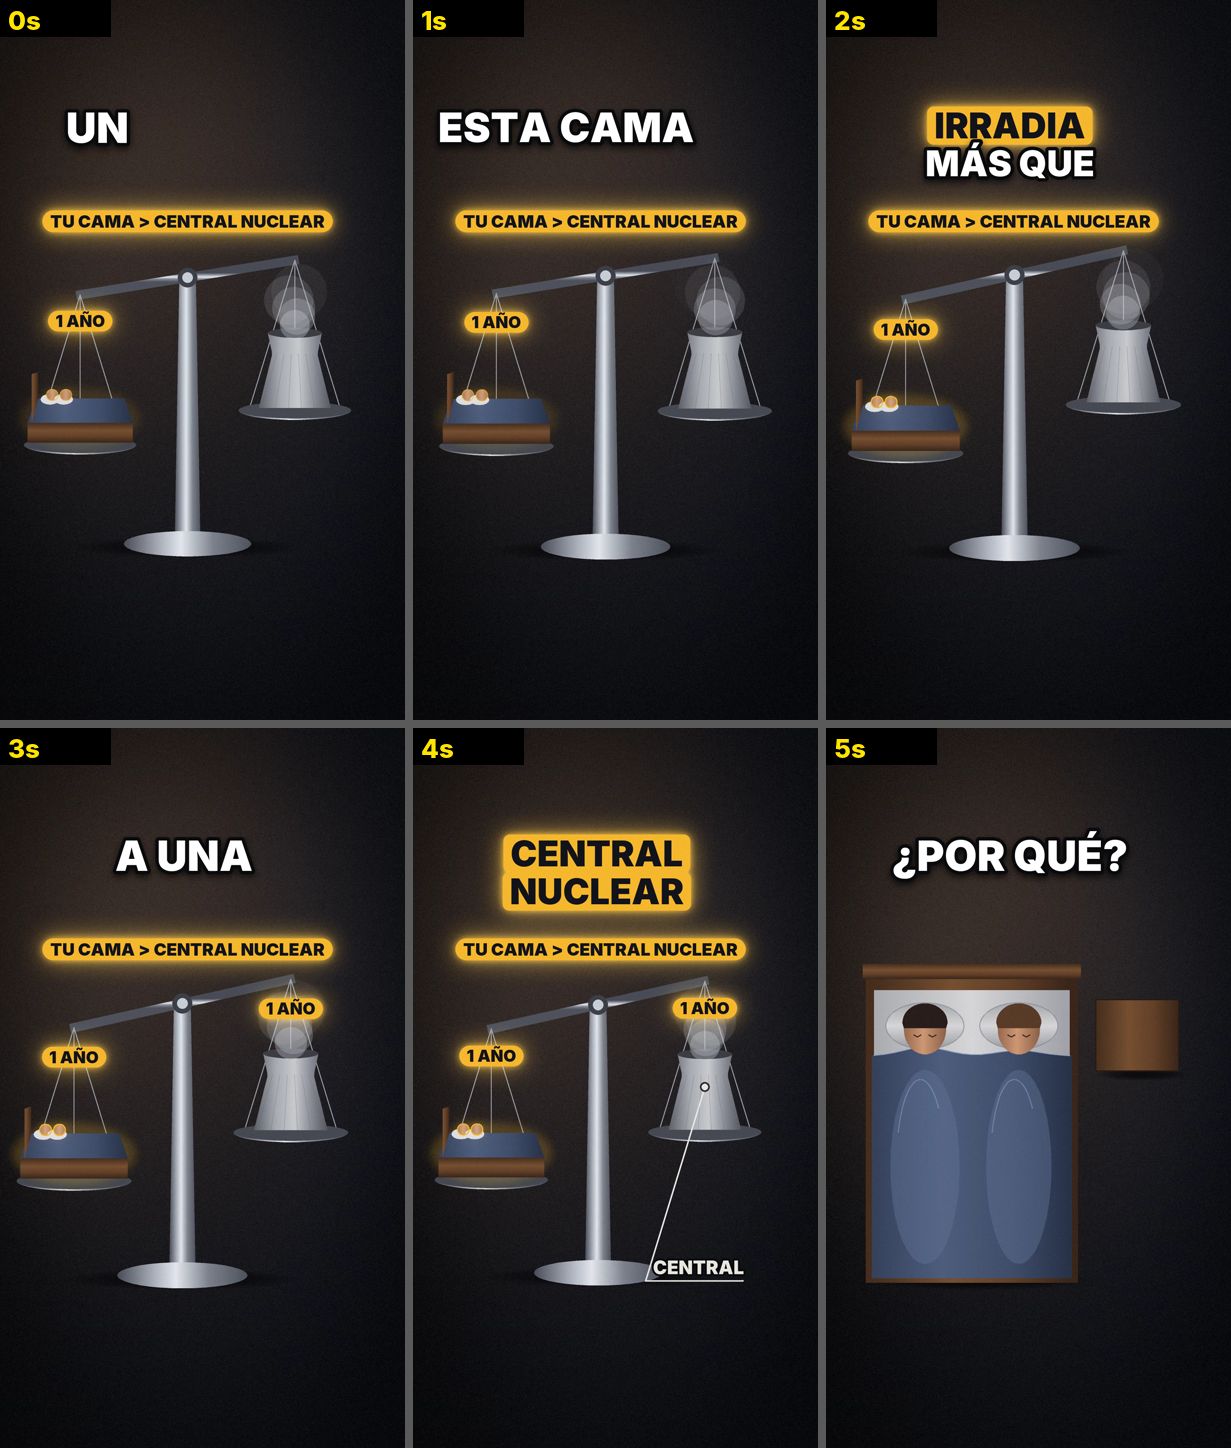 0s
UN
TU CAMA > CENTRAL NUCLEAR
1 AÑO
1s
ESTA CAMA
TU CAMA > CENTRAL NUCLEAR
1 AÑO
2s
IRRADIA
MÁS QUE
TU CAMA > CENTRAL NUCLEAR
1 AÑO
3s
A UNA
TU CAMA > CENTRAL NUCLEAR
1 AÑO
1 AÑO
4s
CENTRAL
NUCLEAR
TU CAMA > CENTRAL NUCLEAR
1 AÑO
1 AÑO
CENTRAL
5s
¿POR QUÉ?